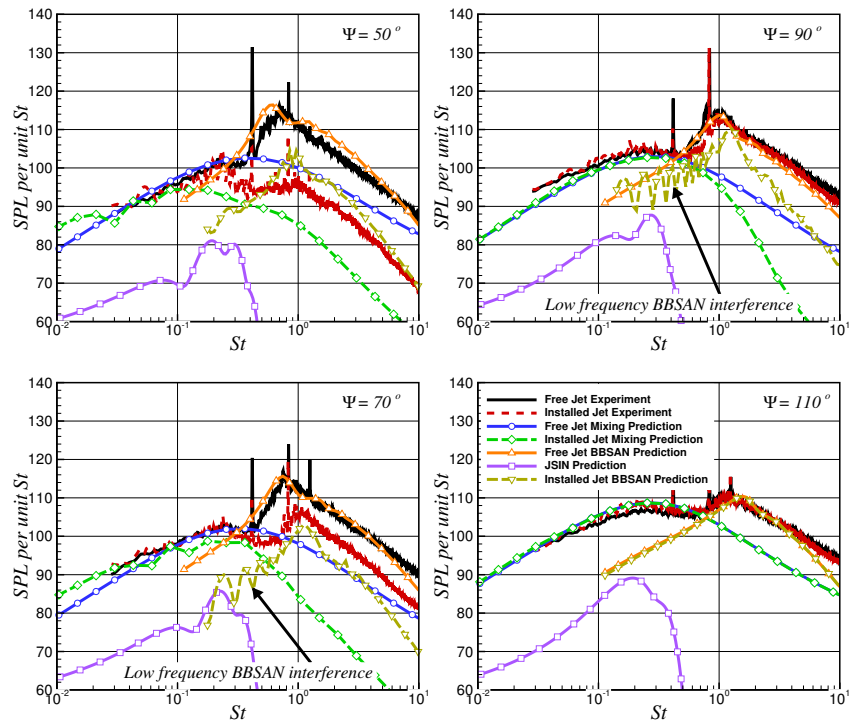 Ψ = 50 °
SPL per unit St
140
130
120
110
100
90
80
70
60
10-2
10-1
100
101
St
Ψ = 90 °
SPL per unit St
140
130
120
110
100
90
80
70
60
Low frequency BBSAN interference
10-2
10-1
100
101
St
Ψ = 70 °
SPL per unit St
140
130
120
110
100
90
80
70
60
Low frequency BBSAN interference
10-2
10-1
100
101
St
Ψ = 110 °
SPL per unit St
140
130
120
110
100
90
80
70
60
Free Jet Experiment
Installed Jet Experiment
Free Jet Mixing Prediction
Installed Jet Mixing Prediction
Free Jet BBSAN Prediction
JSIN Prediction
Installed Jet BBSAN Prediction
10-2
10-1
100
101
St